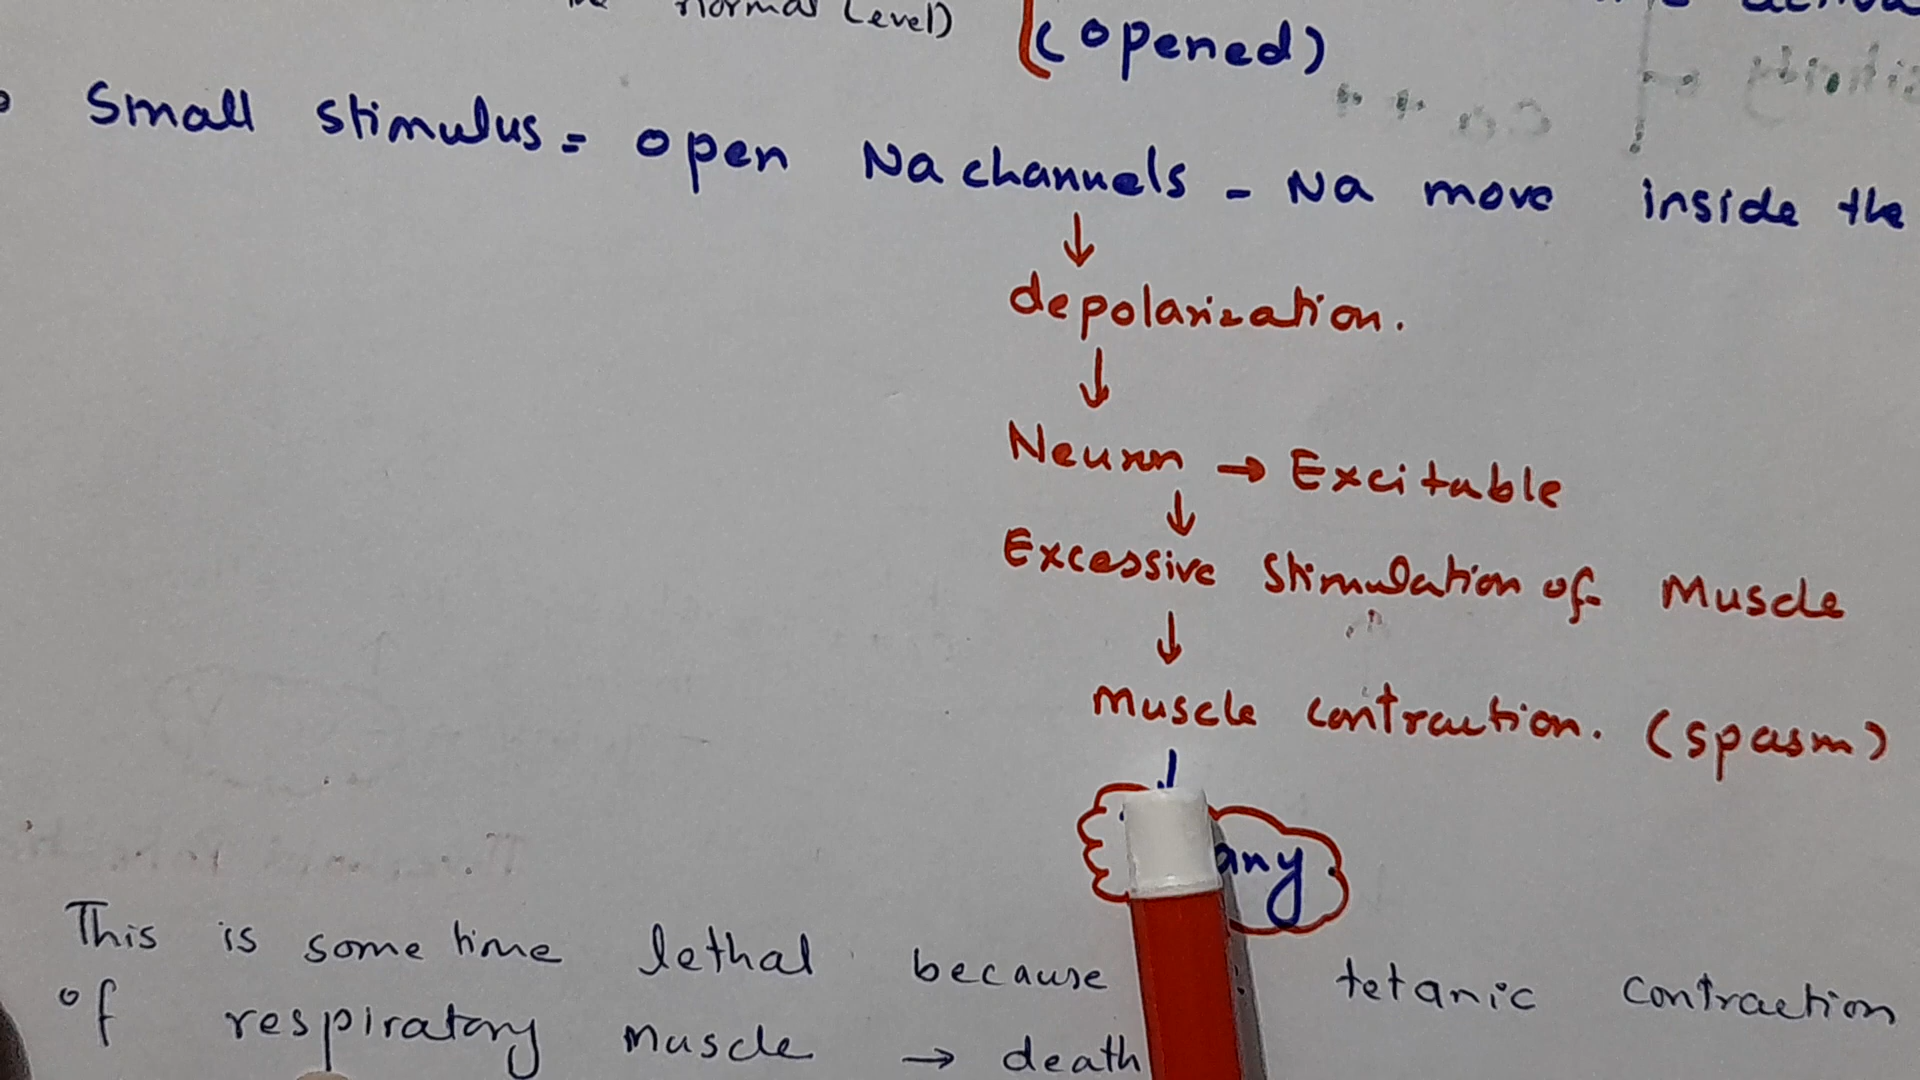 normal Level)
(opened)
Small stimulus = open Na channels - Na move inside the
↓
depolarization.
↓
Neuron → Excitable
↓
Excessive Stimulation of Muscle
↓
Muscle contraction. (spasm)
any
This is some time lethal because tetanic contraction
of respiratory muscle → death